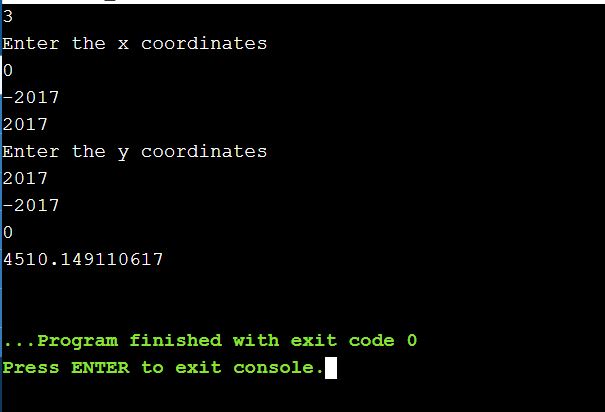 3
Enter the x coordinates
0
-2017
2017
Enter the y coordinates
2017
-2017
0
4510.149110617
...Program finished with exit code 0
Press ENTER to exit console.